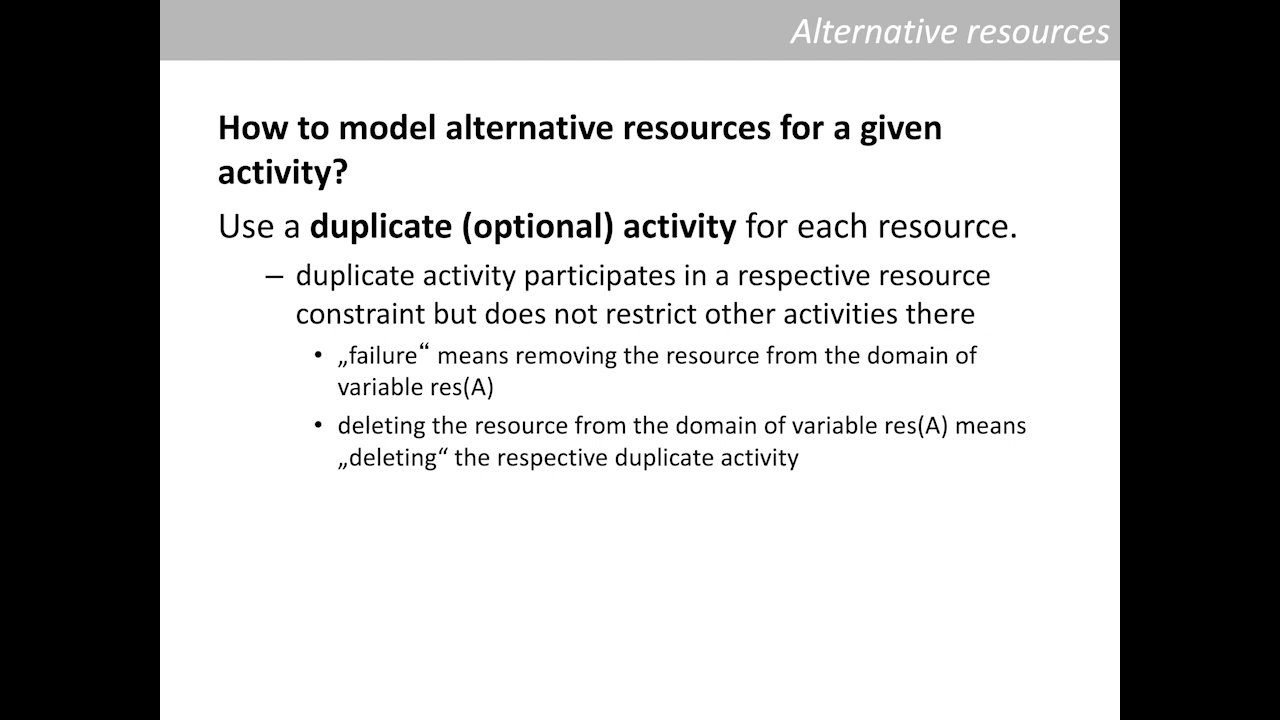 Alternative resources
How to model alternative resources for a given
activity?
Use a duplicate (optional) activity for each resource.
– duplicate activity participates in a respective resource
constraint but does not restrict other activities there
• „failure“ means removing the resource from the domain of
variable res(A)
• deleting the resource from the domain of variable res(A) means
„deleting“ the respective duplicate activity